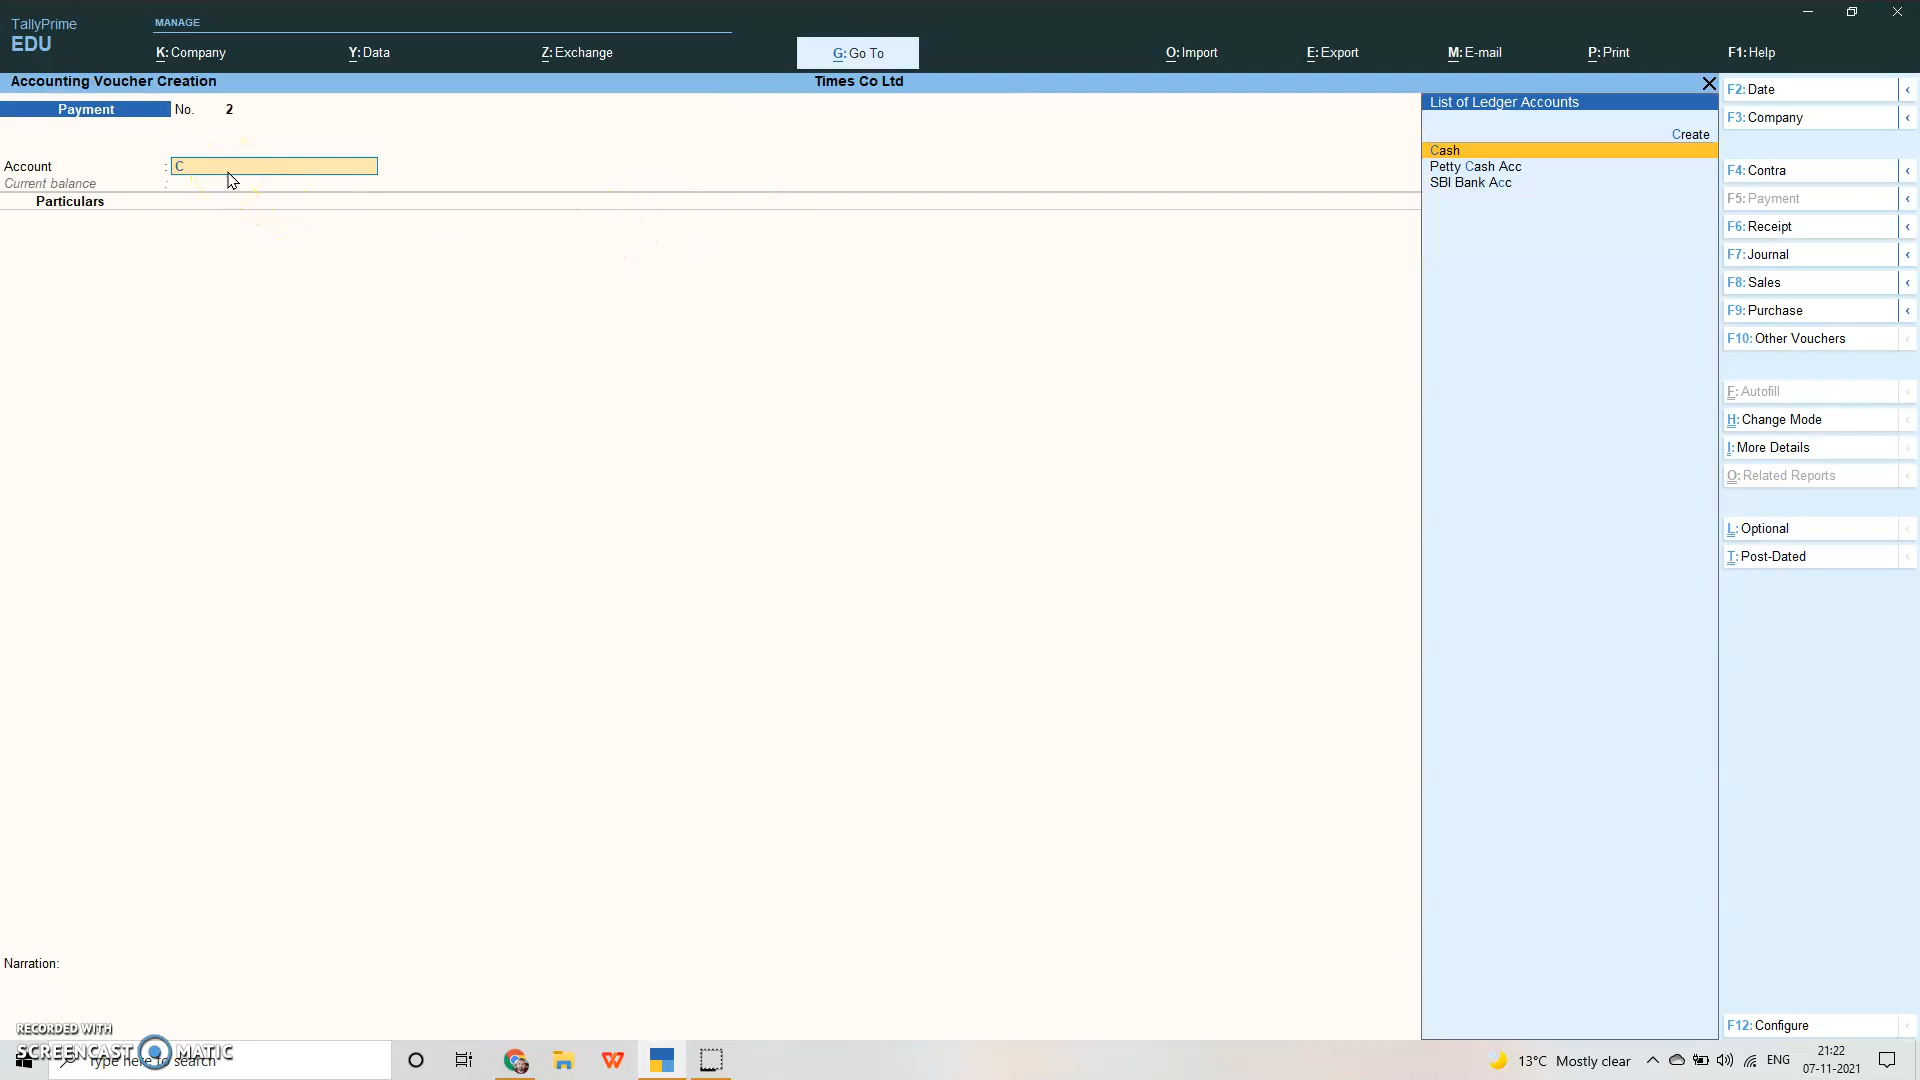 TallyPrime
EDU
MANAGE
K: Company
Y: Data
Z: Exchange
G: Go To
O: Import
E: Export
M: E-mail
P: Print
F1: Help
Accounting Voucher Creation
Times Co Ltd
Payment No. 2
Account : C
Current balance :
Particulars
Narration:
List of Ledger Accounts
Create
Cash
Petty Cash Acc
SBI Bank Acc
F2: Date
F3: Company
F4: Contra
F5: Payment
F6: Receipt
F7: Journal
F8: Sales
F9: Purchase
F10: Other Vouchers
F: Autofill
H: Change Mode
I: More Details
O: Related Reports
L: Optional
T: Post-Dated
F12: Configure
RECORDED WITH
SCREENCAST MATIC
Type here to search
13°C Mostly clear
ENG
21:22
07-11-2021